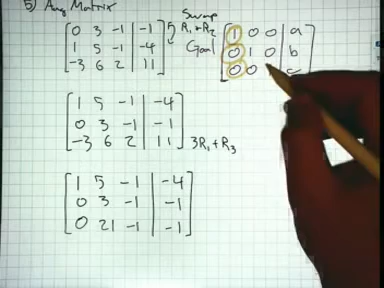 5) Aug Matrix
[0 3 -1 | -1] Swap [1 0 0 | a]
[1 5 -1 | -4] R1 + R2 [0 1 0 | b]
[-3 6 2 | 11] Goal [0 0
[1 5 -1 | -4]
[0 3 -1 | -1]
[-3 6 2 | 11] 3R1 + R3
[1 5 -1 | -4]
[0 3 -1 | -1]
[0 21 -1 | -1]